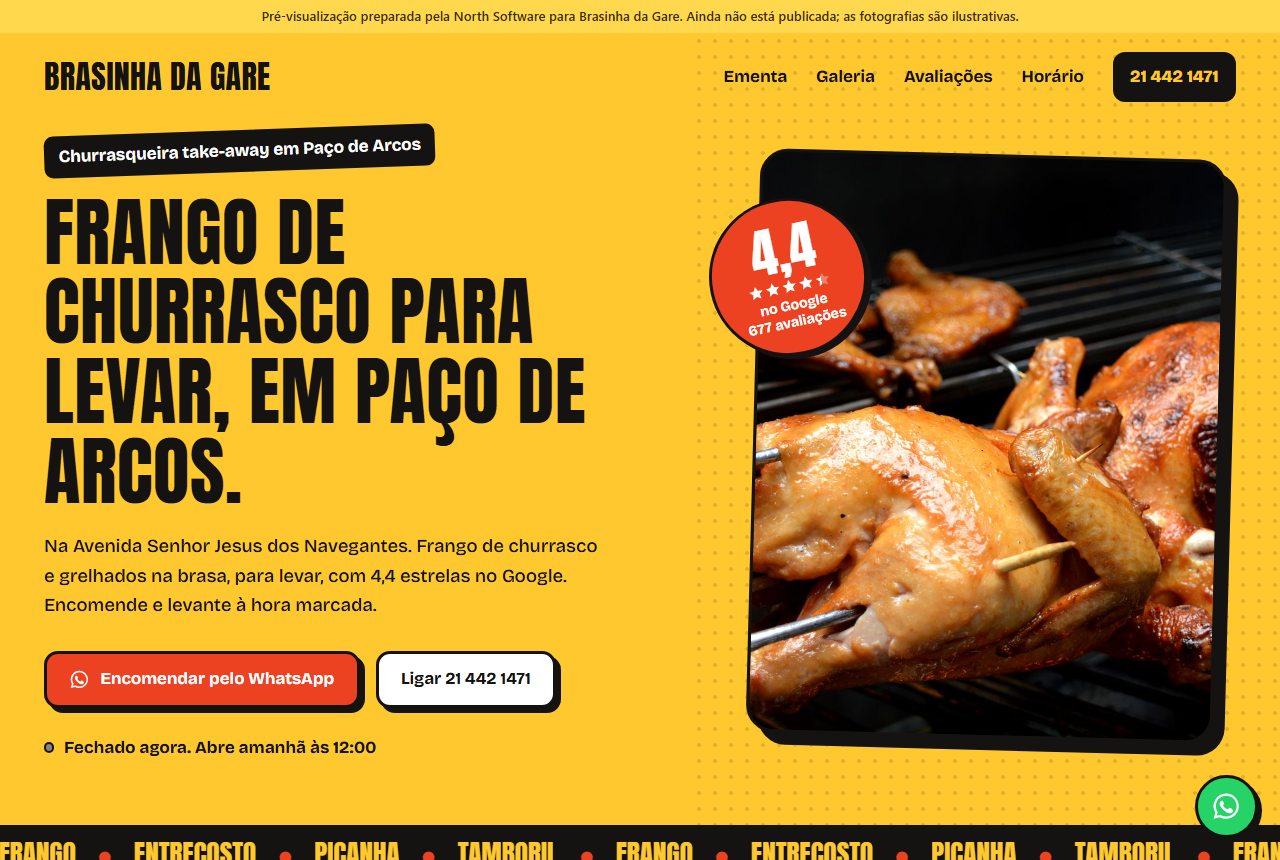 Pré-visualização preparada pela North Software para Brasinha da Gare. Ainda não está publicada; as fotografias são ilustrativas.
BRASINHA DA GARE
Ementa Galeria Avaliações Horário 21 442 1471
Churrasqueira take-away em Paço de Arcos
FRANGO DE
CHURRASCO PARA
LEVAR, EM PAÇO DE
ARCOS.
4,4
no Google
677 avaliações
Na Avenida Senhor Jesus dos Navegantes. Frango de churrasco
e grelhados na brasa, para levar, com 4,4 estrelas no Google.
Encomende e levante à hora marcada.
Encomendar pelo WhatsApp Ligar 21 442 1471
Fechado agora. Abre amanhã às 12:00
FRANGO ENTRECOSTO PICANHA TAMBORIL FRANGO ENTRECOSTO PICANHA TAMBORIL FRAN